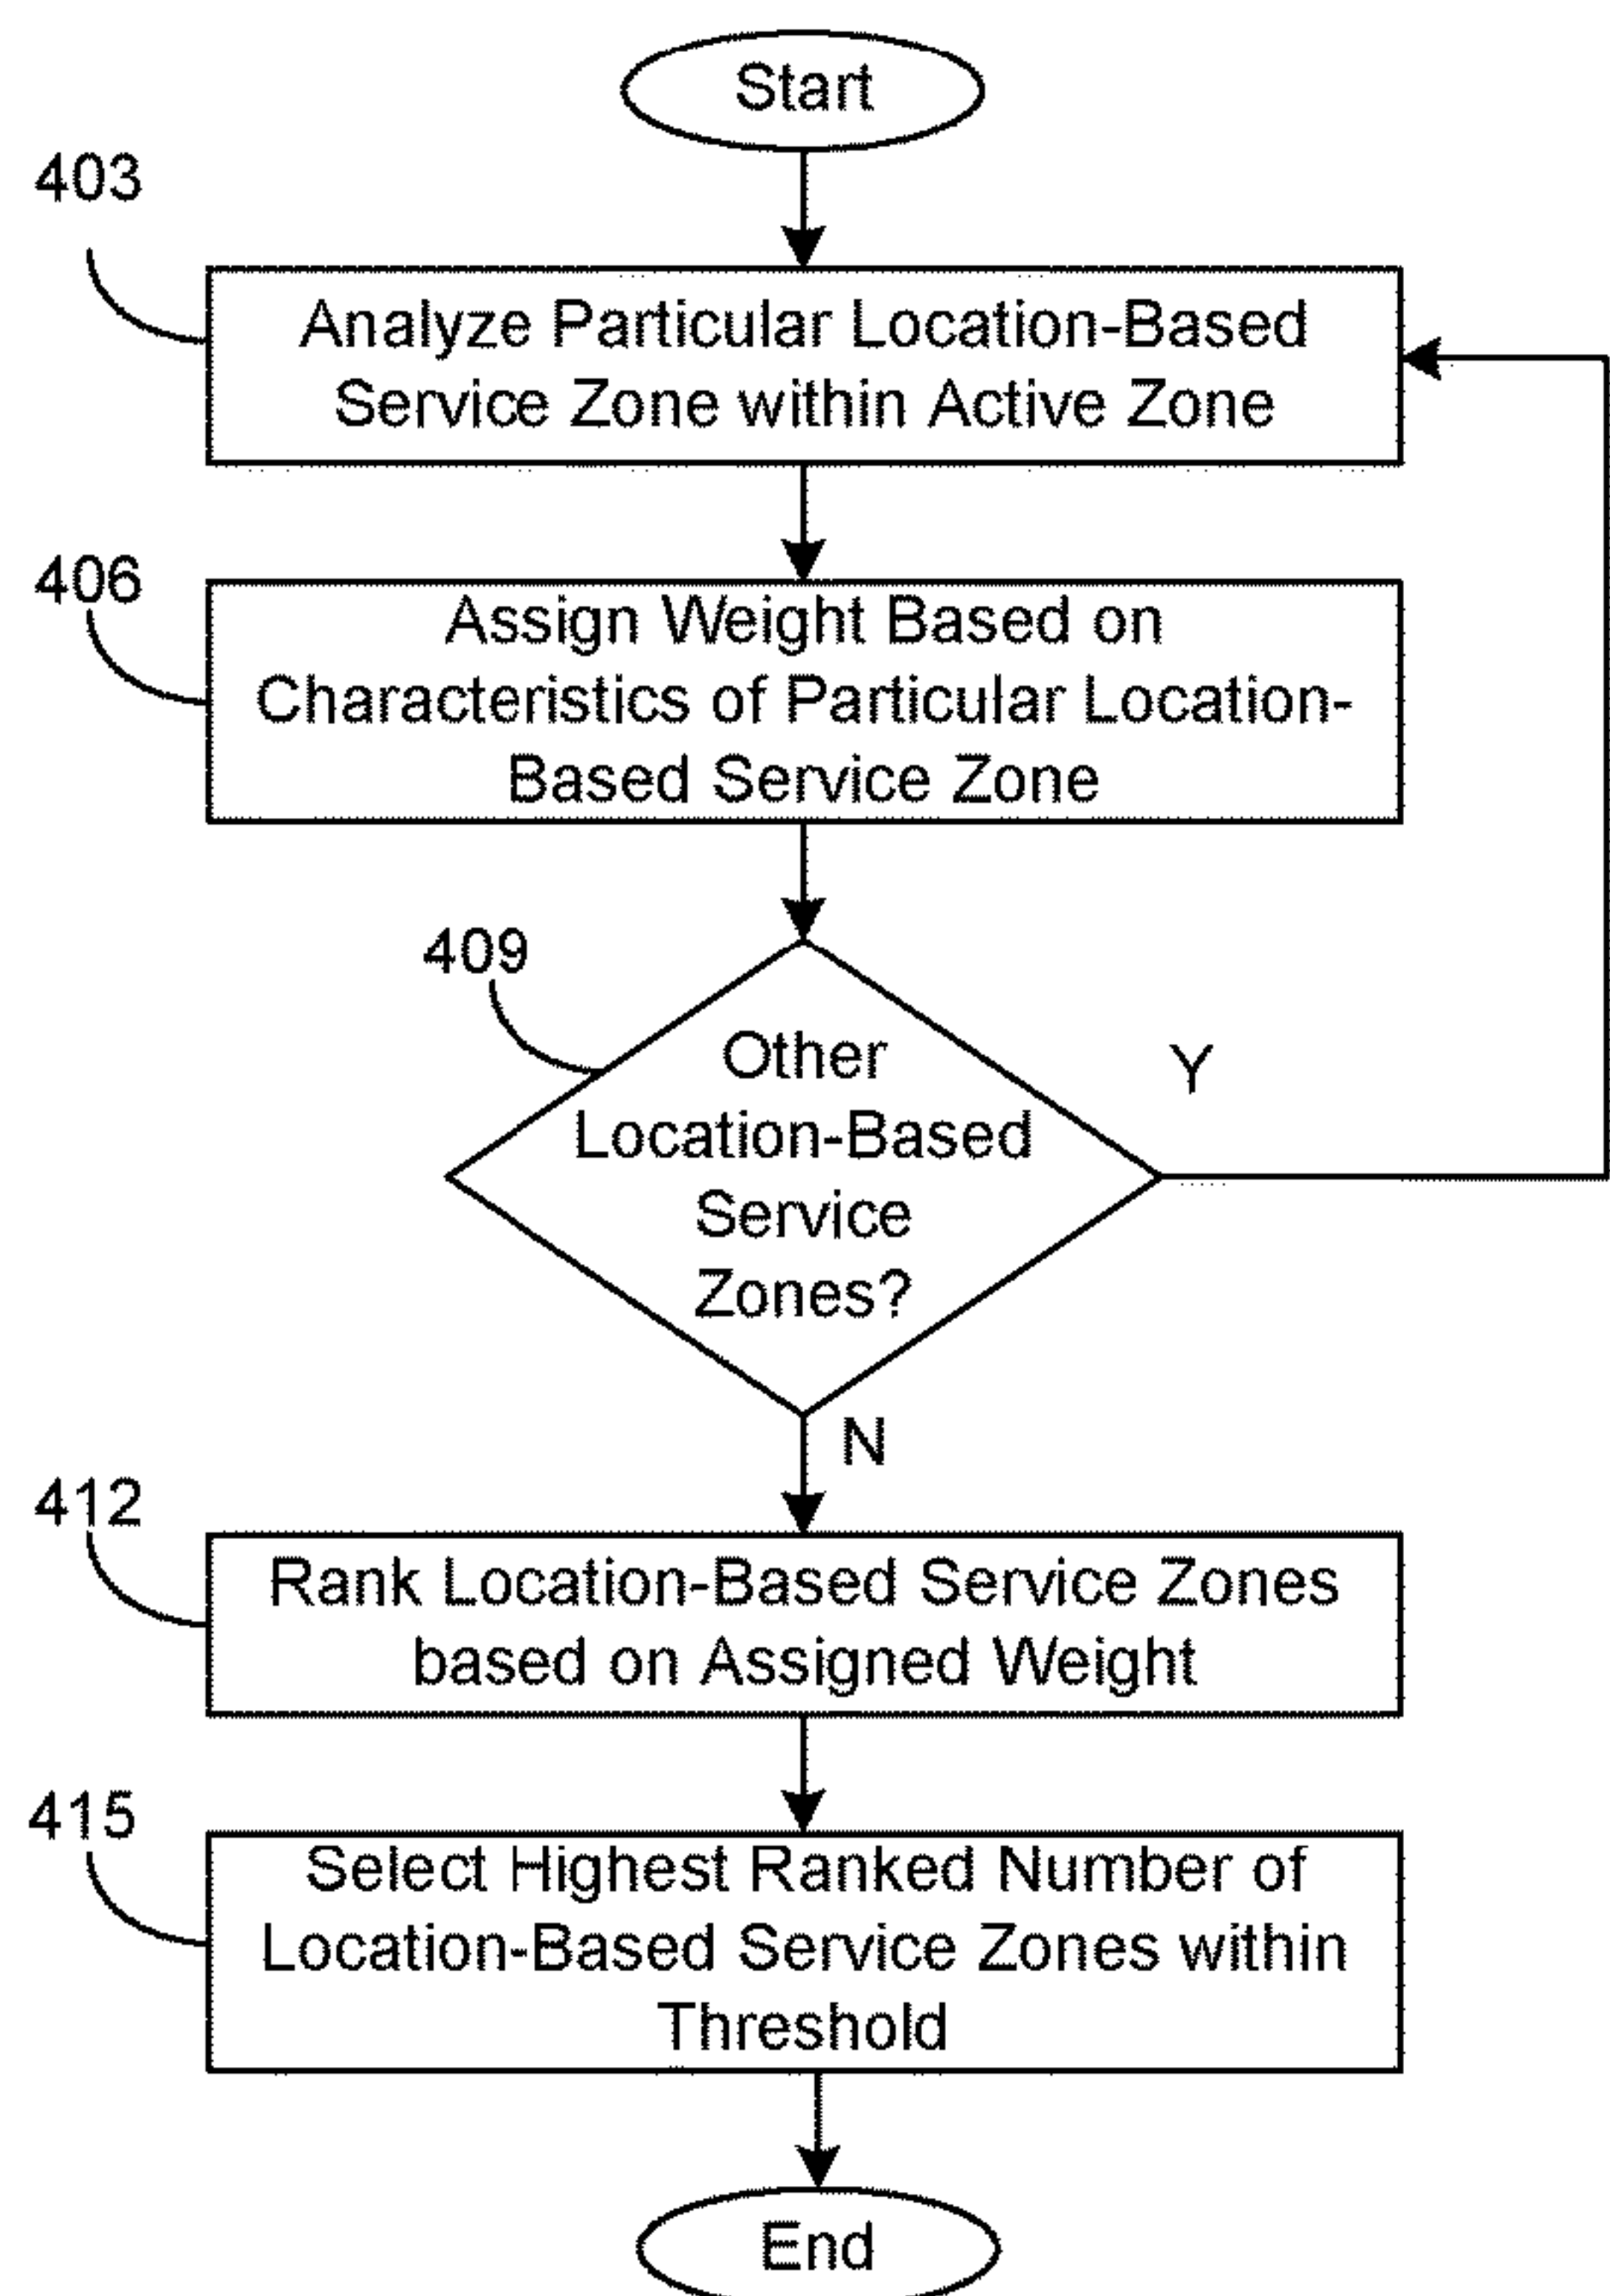 Start
403
Analyze Particular Location-Based
Service Zone within Active Zone
406
Assign Weight Based on
Characteristics of Particular Location-
Based Service Zone
409
Other
Location-Based
Service
Zones?
Y
N
412
Rank Location-Based Service Zones
based on Assigned Weight
415
Select Highest Ranked Number of
Location-Based Service Zones within
Threshold
End